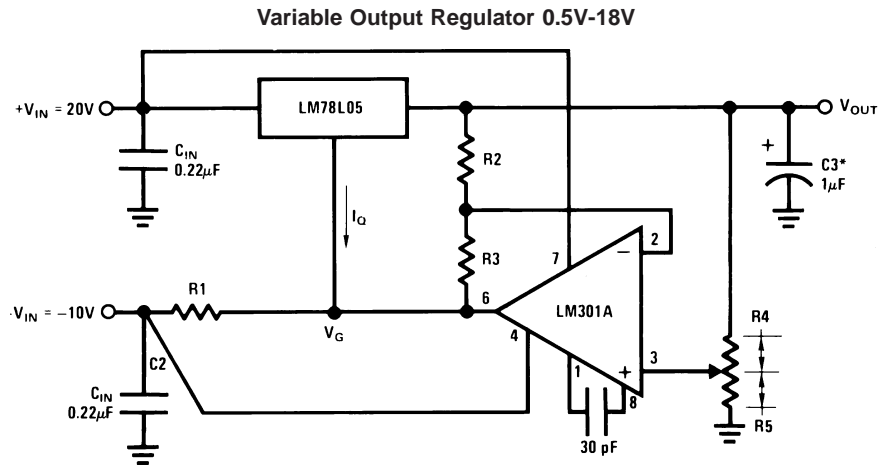 Variable Output Regulator 0.5V-18V
+VIN = 20V
LM78L05
VOUT
CIN
0.22μF
R2
+
C3*
1μF
IQ
R3
7
2
−
R1
6
LM301A
-VIN = −10V
VG
4
3
R4
C2
1
+
8
CIN
0.22μF
R5
30 pF